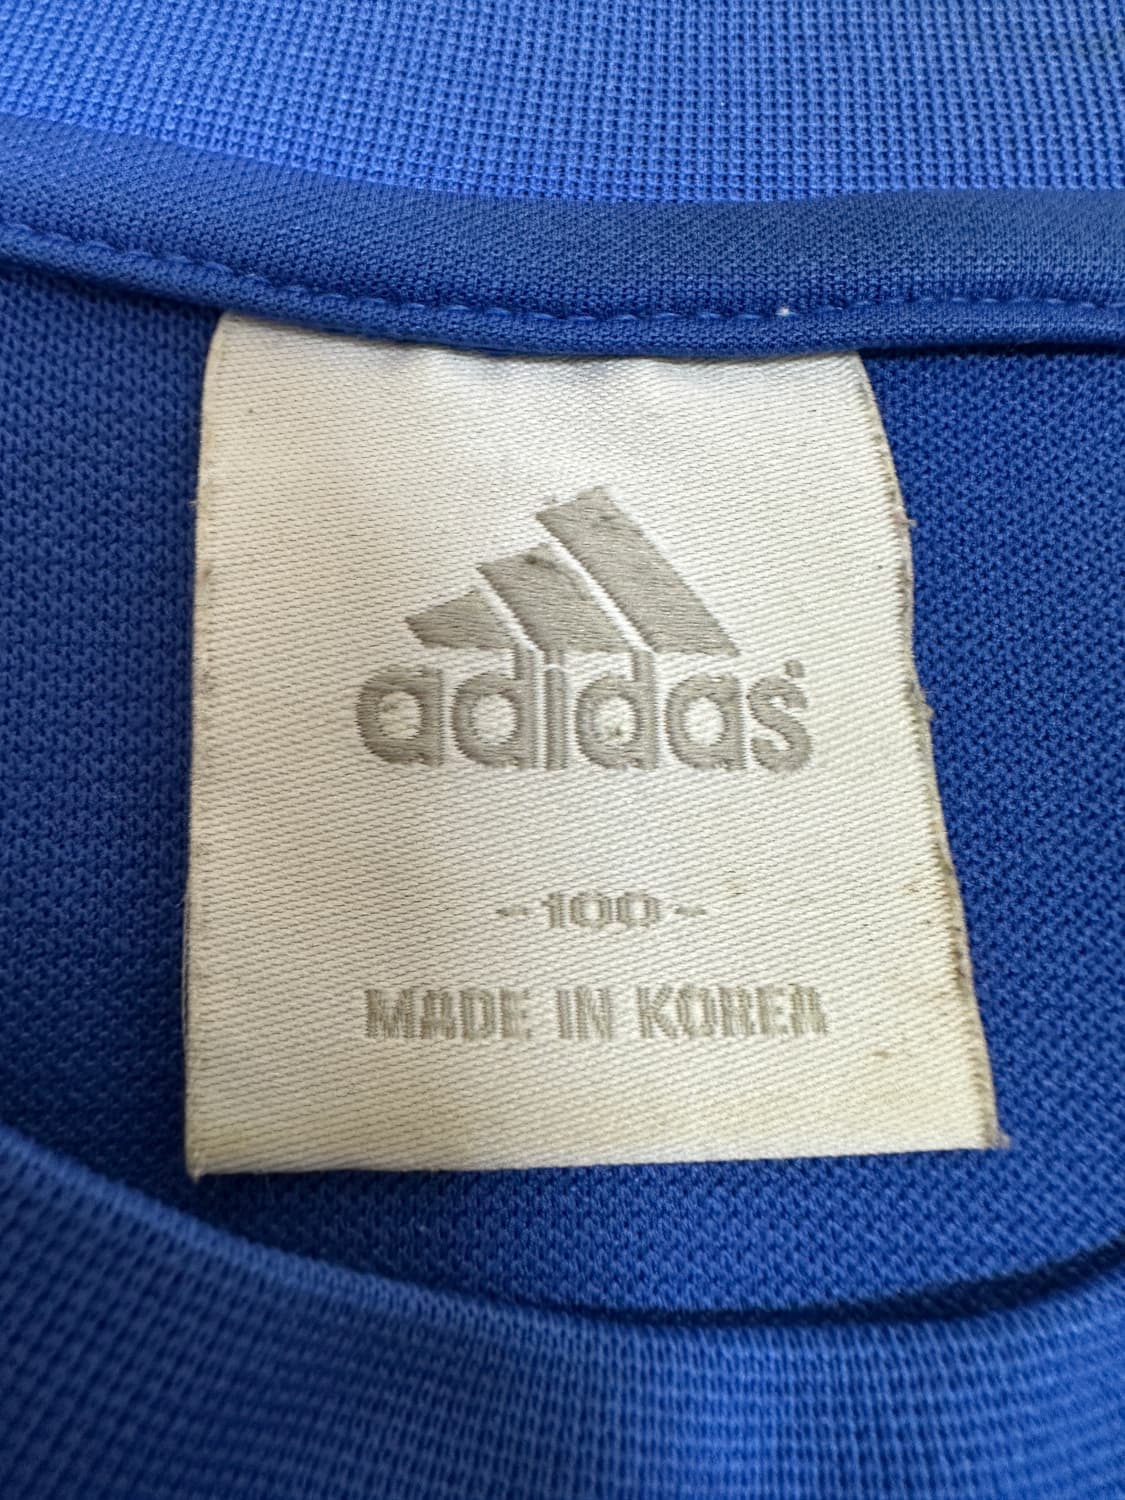 adidas
-100-
MADE IN KOREA